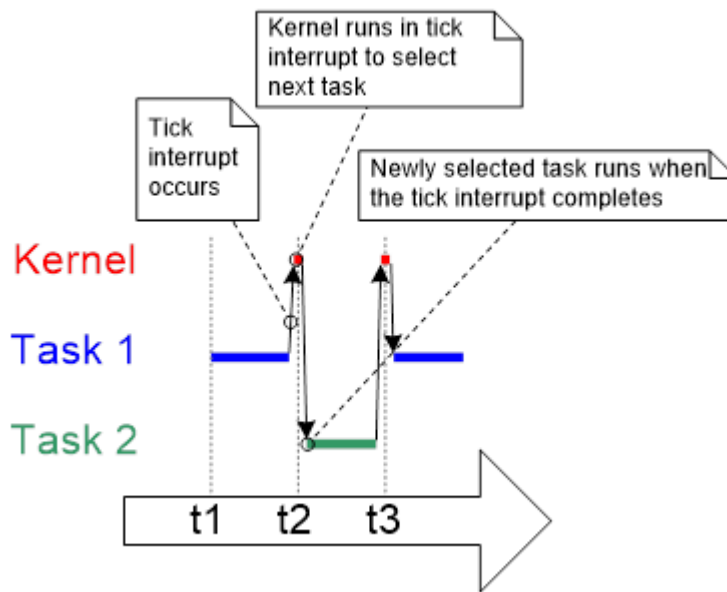 Kernel runs in tick
interrupt to select
next task
Tick
interrupt
occurs
Newly selected task runs when
the tick interrupt completes
Kernel
Task 1
Task 2
t1 t2 t3